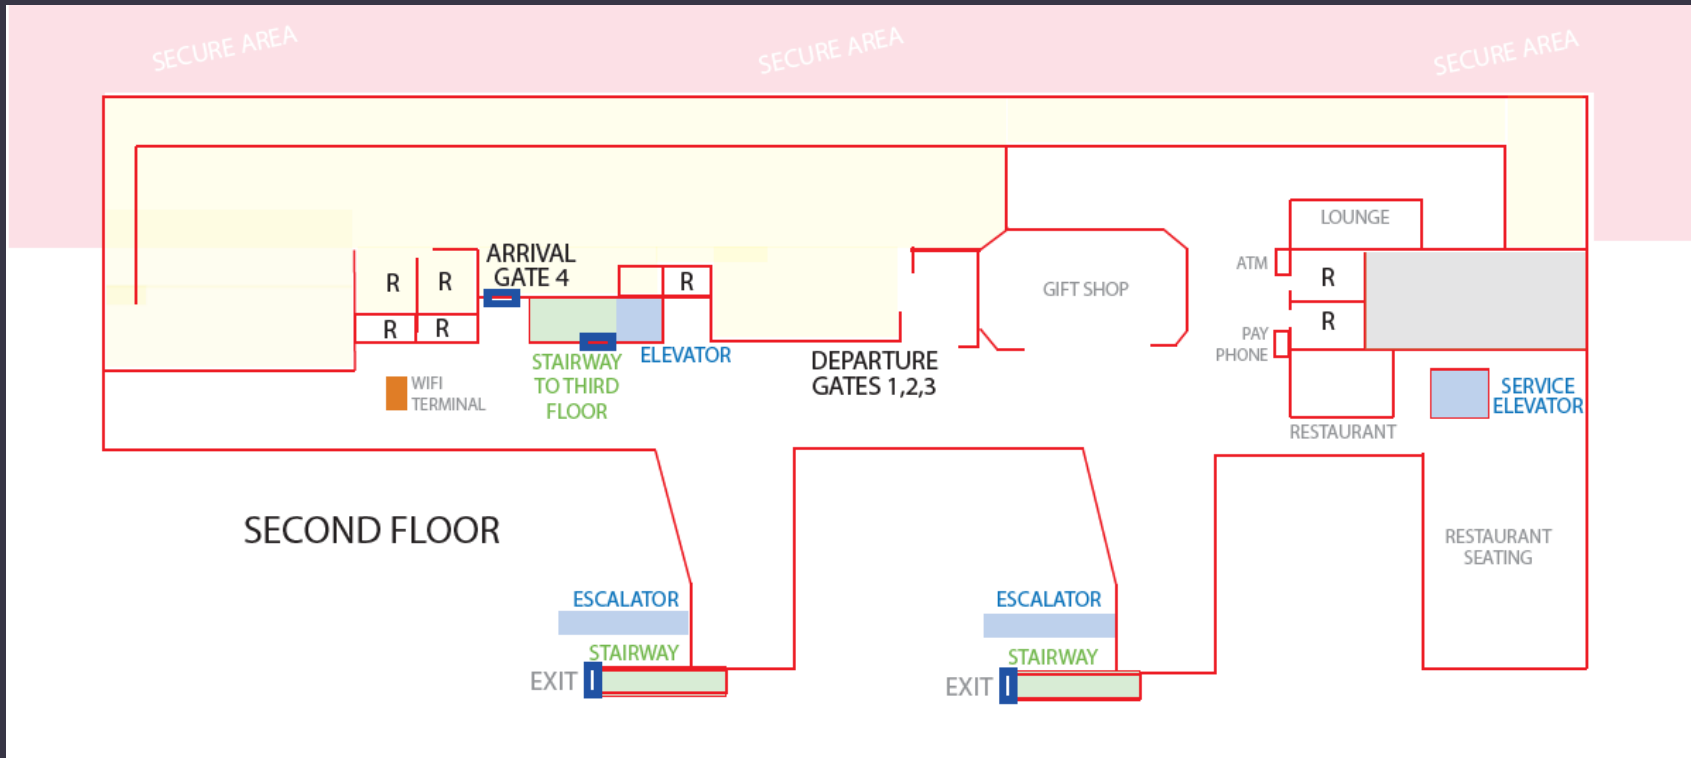 SECURE AREA
SECURE AREA
SECURE AREA
LOUNGE
ARRIVAL
GATE 4
ATM
R
R
R
R
GIFT SHOP
R
R
R
R
PAY
PHONE
STAIRWAY
TO THIRD
FLOOR
ELEVATOR
DEPARTURE
GATES 1,2,3
WIFI
TERMINAL
SERVICE
ELEVATOR
RESTAURANT
SECOND FLOOR
RESTAURANT
SEATING
ESCALATOR
ESCALATOR
STAIRWAY
STAIRWAY
EXIT
EXIT